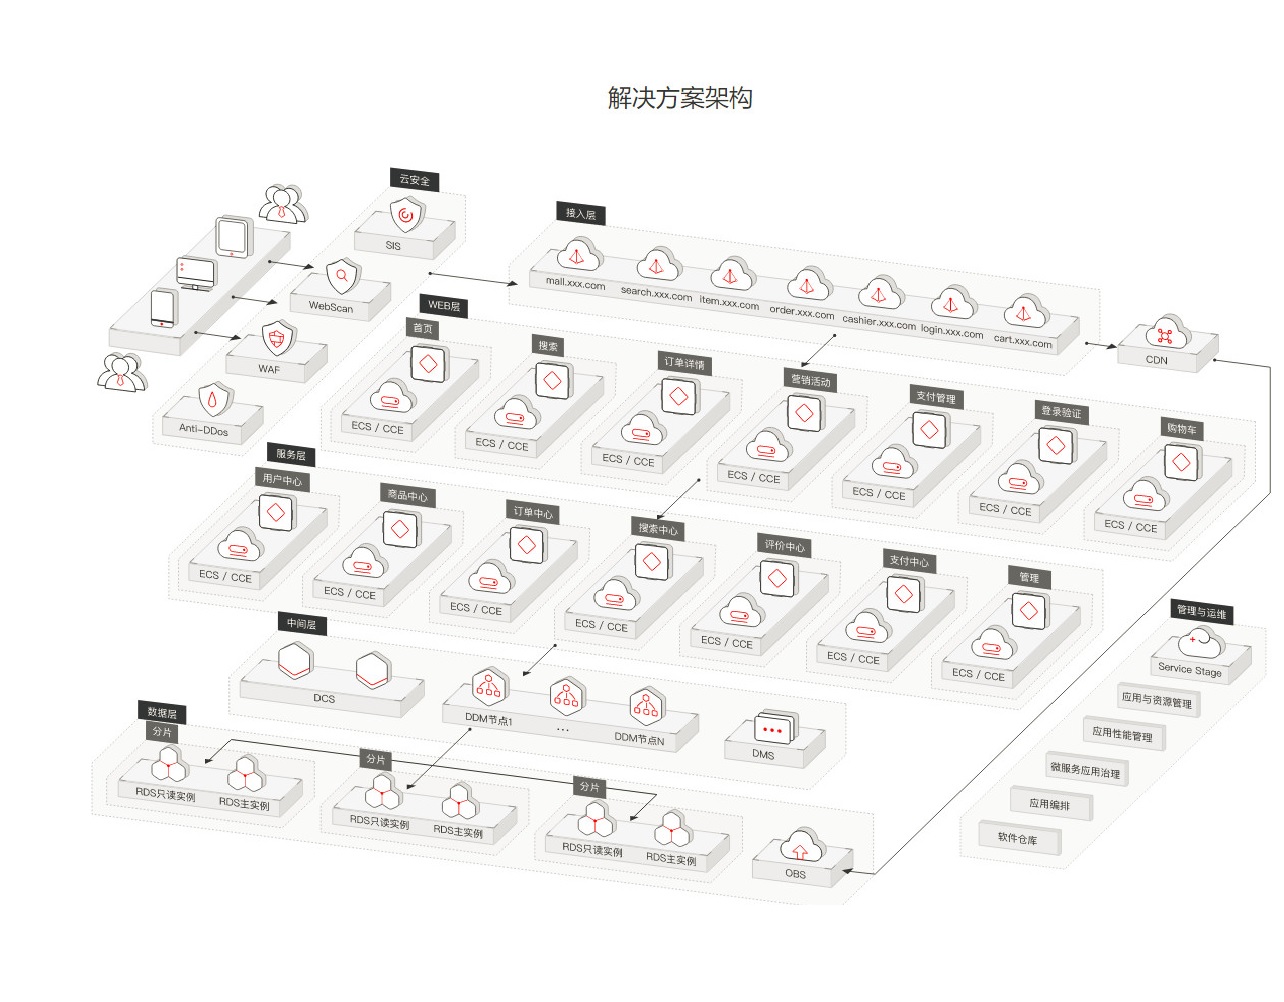 解决方案架构
云安全
SIS
WebScan
WAF
Anti-DDos
接入层
mall.xxx.com
search.xxx.com
item.xxx.com
order.xxx.com
cashier.xxx.com
login.xxx.com
cart.xxx.com
CDN
WEB层
首页
ECS / CCE
搜索
ECS / CCE
订单详情
ECS / CCE
营销活动
ECS / CCE
支付管理
ECS / CCE
登录验证
ECS / CCE
购物车
ECS / CCE
服务层
用户中心
ECS / CCE
商品中心
ECS / CCE
订单中心
ECS / CCE
搜索中心
ECS / CCE
评价中心
ECS / CCE
支付中心
ECS / CCE
管理
ECS / CCE
中间层
DCS
DDM节点1
...
DDM节点N
DMS
数据层
分片
RDS只读实例
RDS主实例
分片
RDS只读实例
RDS主实例
分片
RDS只读实例
RDS主实例
OBS
管理与运维
Service Stage
应用与资源管理
应用性能管理
微服务应用治理
应用编排
软件仓库